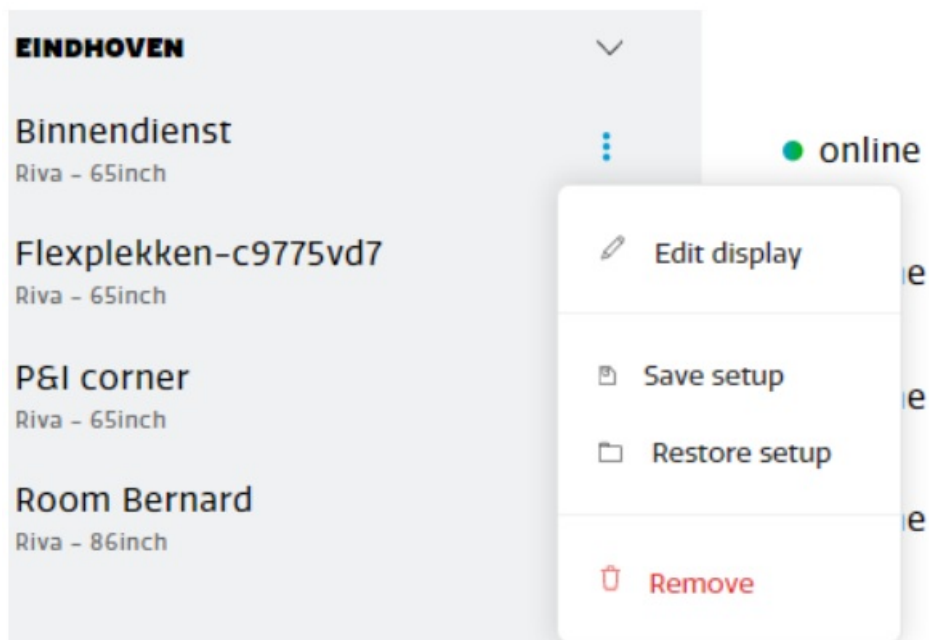 EINDHOVEN
Binnendienst
Riva - 65inch
online
Flexplekken-c9775vd7
Riva - 65inch
P&I corner
Riva - 65inch
Room Bernard
Riva - 86inch
Edit display
Save setup
Restore setup
Remove